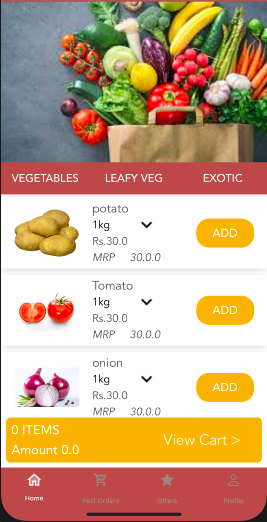 VEGETABLES LEAFY VEG EXOTIC
potato
1kg
Rs.30.0
MRP 30.0.0
ADD
Tomato
1kg
Rs.30.0
MRP 30.0.0
ADD
onion
1kg
Rs.30.0
MRP 30.0.0
ADD
0 ITEMS
Amount 0.0
View Cart >
Home Past Orders Offers Profile